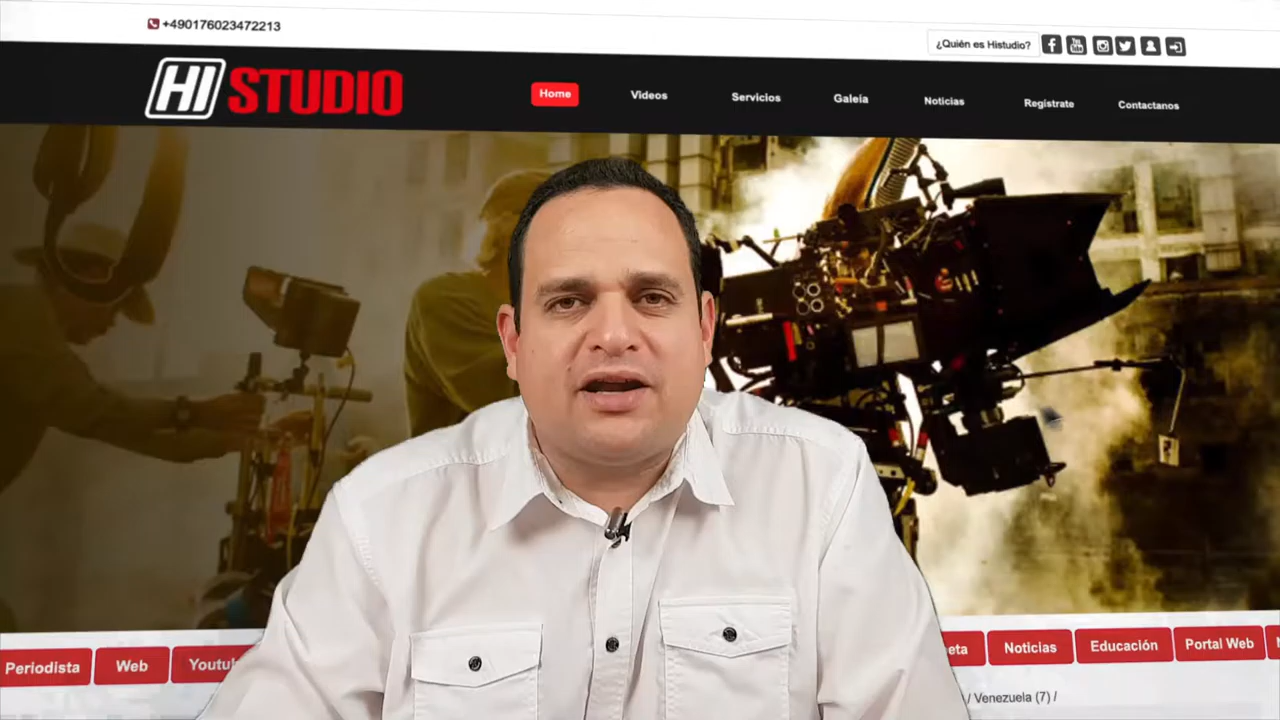 +490176023472213
¿Quién es Histudio?
HI STUDIO
Home Videos Servicios Galeia Noticias Registrate Contactanos
Periodista Web Noticias Educación Portal Web
/ Venezuela (7) /